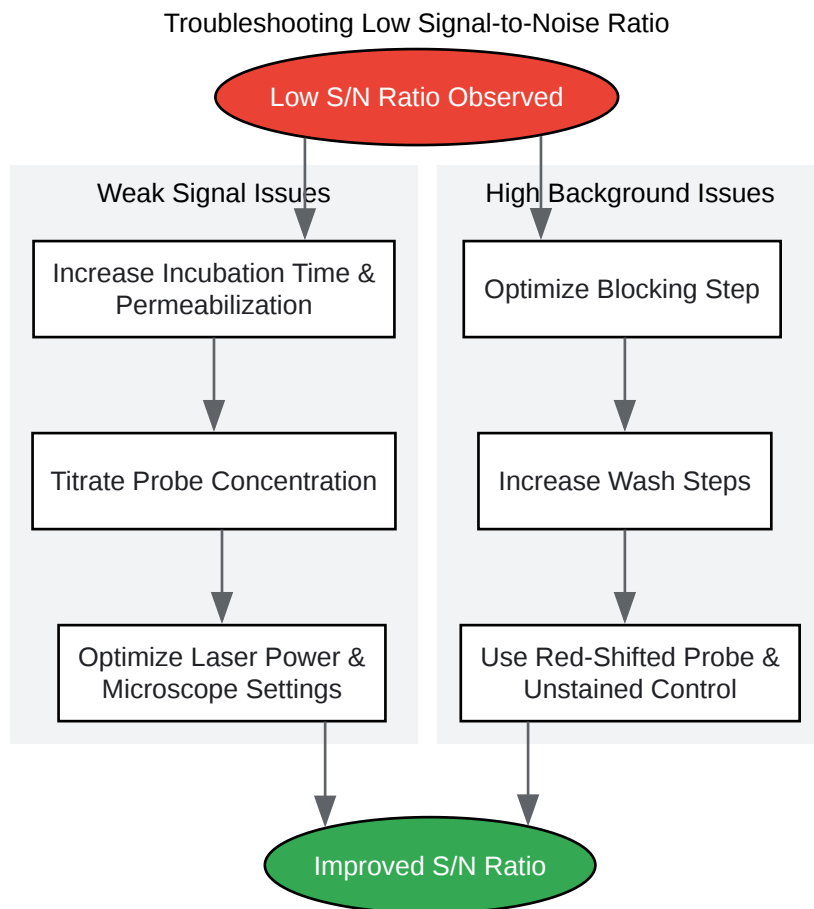 Troubleshooting Low Signal-to-Noise Ratio
Low S/N Ratio Observed
Weak Signal Issues
Increase Incubation Time &
Permeabilization
Titrate Probe Concentration
Optimize Laser Power &
Microscope Settings
High Background Issues
Optimize Blocking Step
Increase Wash Steps
Use Red-Shifted Probe &
Unstained Control
Improved S/N Ratio